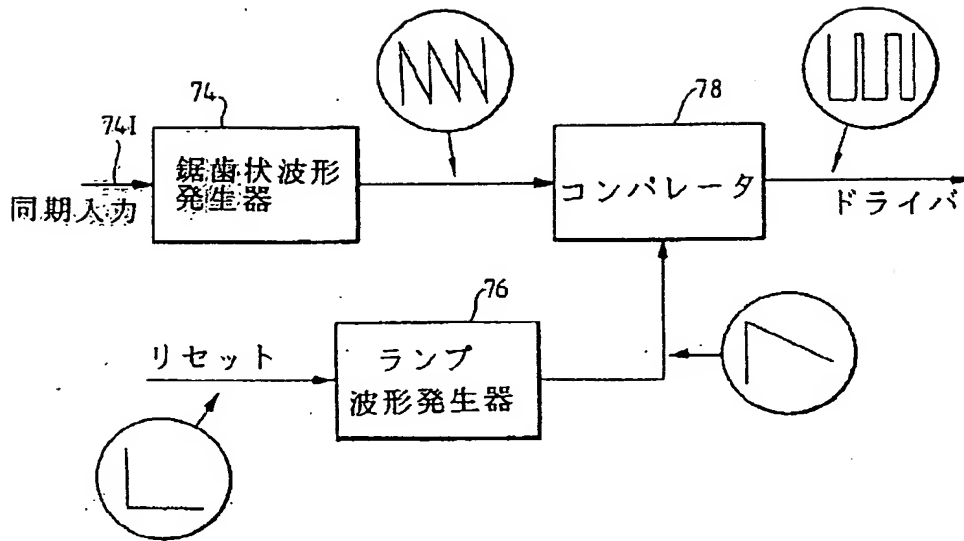 74
74I
鋸歯状波形
発生器
同期入力
78
コンパレータ
ドライバ
76
リセット
ランプ
波形発生器